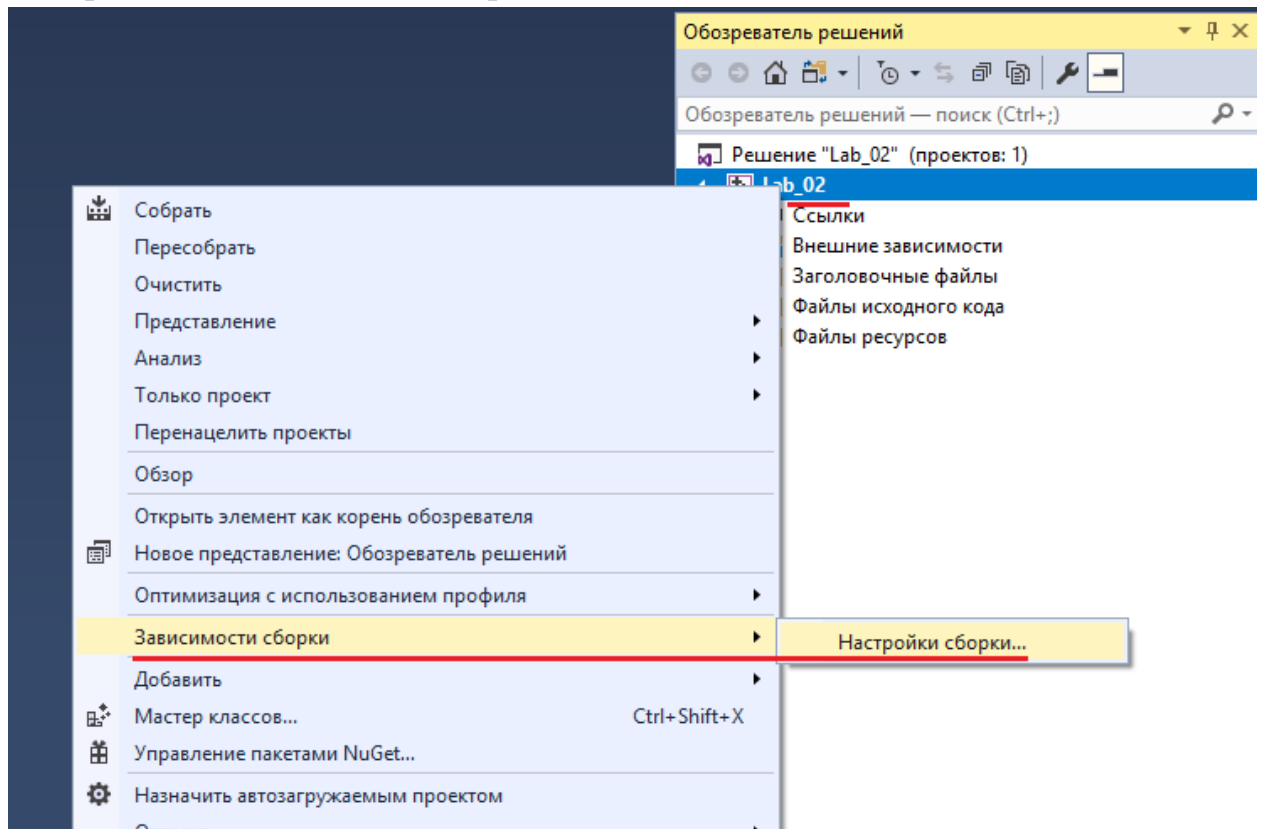 Обозреватель решений
Обозреватель решений — поиск (Ctrl+;)
Решение "Lab_02" (проектов: 1)
Lab_02
Ссылки
Внешние зависимости
Заголовочные файлы
Файлы исходного кода
Файлы ресурсов
Собрать
Пересобрать
Очистить
Представление
Анализ
Только проект
Перенацелить проекты
Обзор
Открыть элемент как корень обозревателя
Новое представление: Обозреватель решений
Оптимизация с использованием профиля
Зависимости сборки
Настройки сборки...
Добавить
Мастер классов... Ctrl+Shift+X
Управление пакетами NuGet...
Назначить автозагружаемым проектом